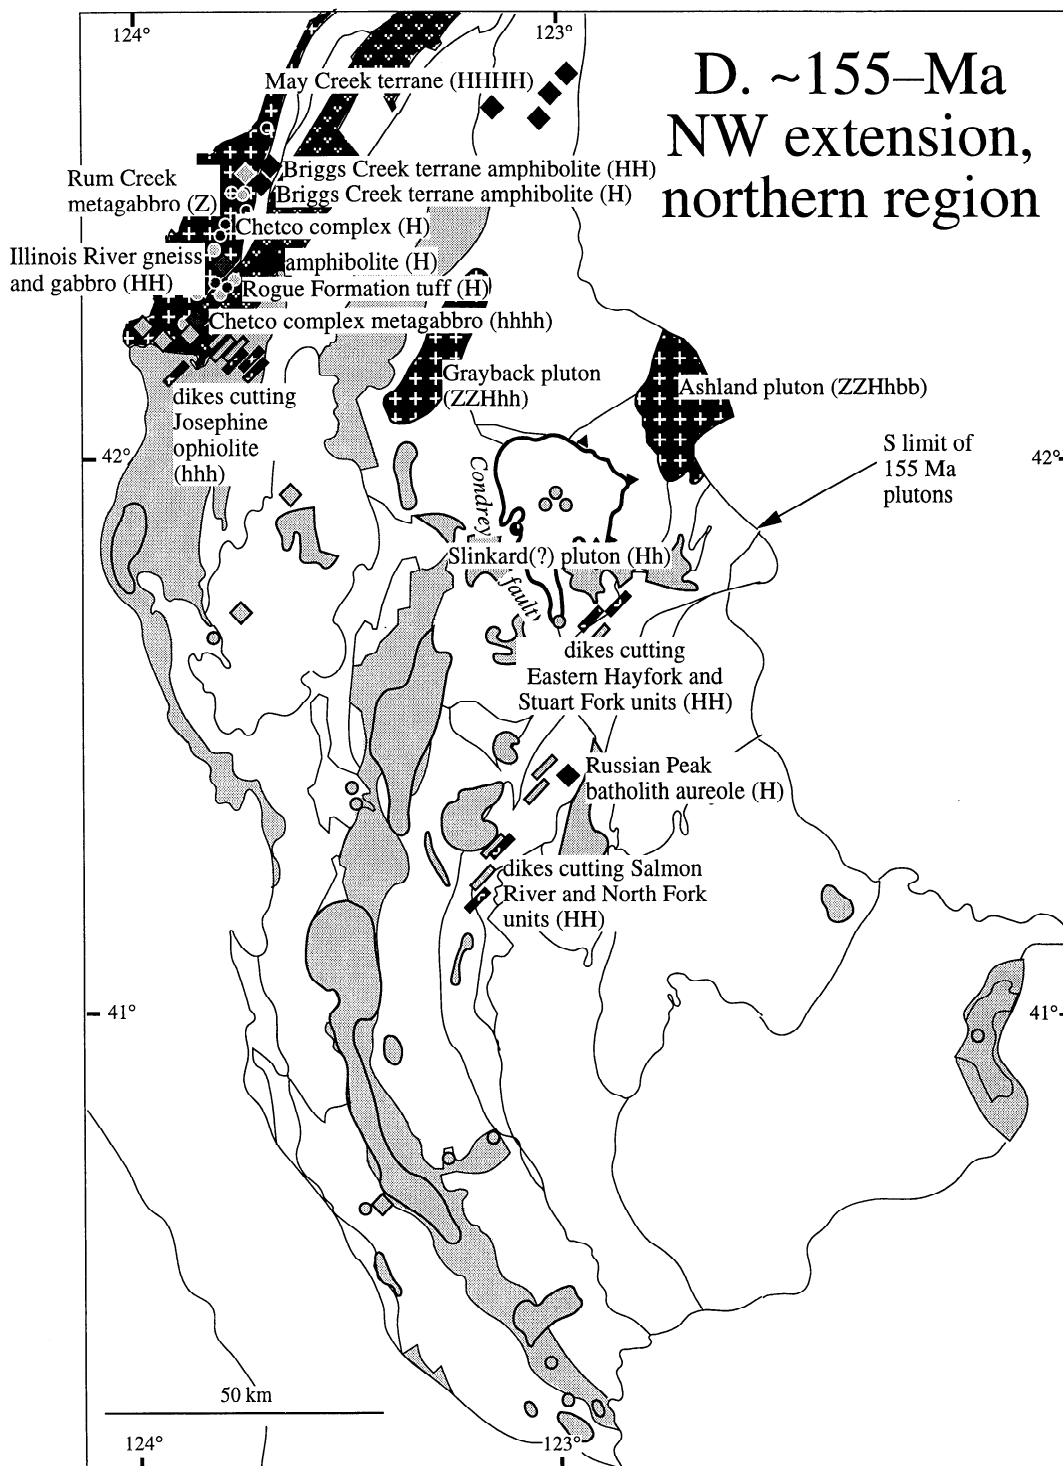 124°
123°
D. ~155–Ma
NW extension,
northern region
May Creek terrane (HHHH)
Briggs Creek terrane amphibolite (HH)
Briggs Creek terrane amphibolite (H)
Rum Creek
metagabbro (Z)
Chetco complex (H)
Illinois River gneiss
and gabbro (HH)
amphibolite (H)
Rogue Formation tuff (H)
Chetco complex metagabbro (hhhh)
Grayback pluton
(ZZHhh)
Ashland pluton (ZZHhbb)
dikes cutting
Josephine
ophiolite
(hhh)
S limit of
155 Ma
plutons
42°
42°
Condrey
fault
Slinkard(?) pluton (Hh)
dikes cutting
Eastern Hayfork and
Stuart Fork units (HH)
Russian Peak
batholith aureole (H)
dikes cutting Salmon
River and North Fork
units (HH)
41°
41°
50 km
124°
123°